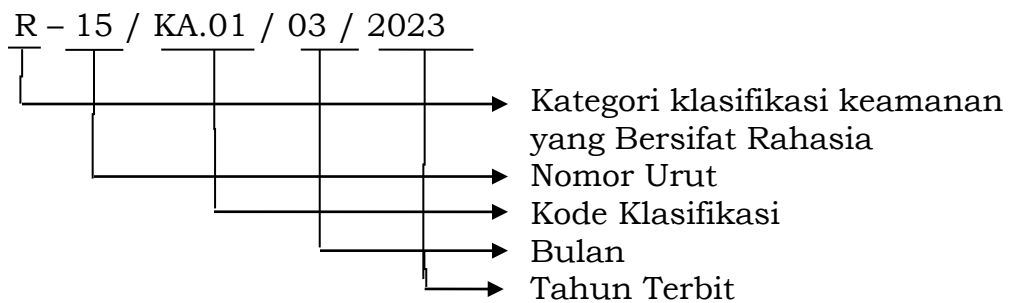 R – 15 / KA.01 / 03 / 2023
Kategori klasifikasi keamanan
yang Bersifat Rahasia
Nomor Urut
Kode Klasifikasi
Bulan
Tahun Terbit